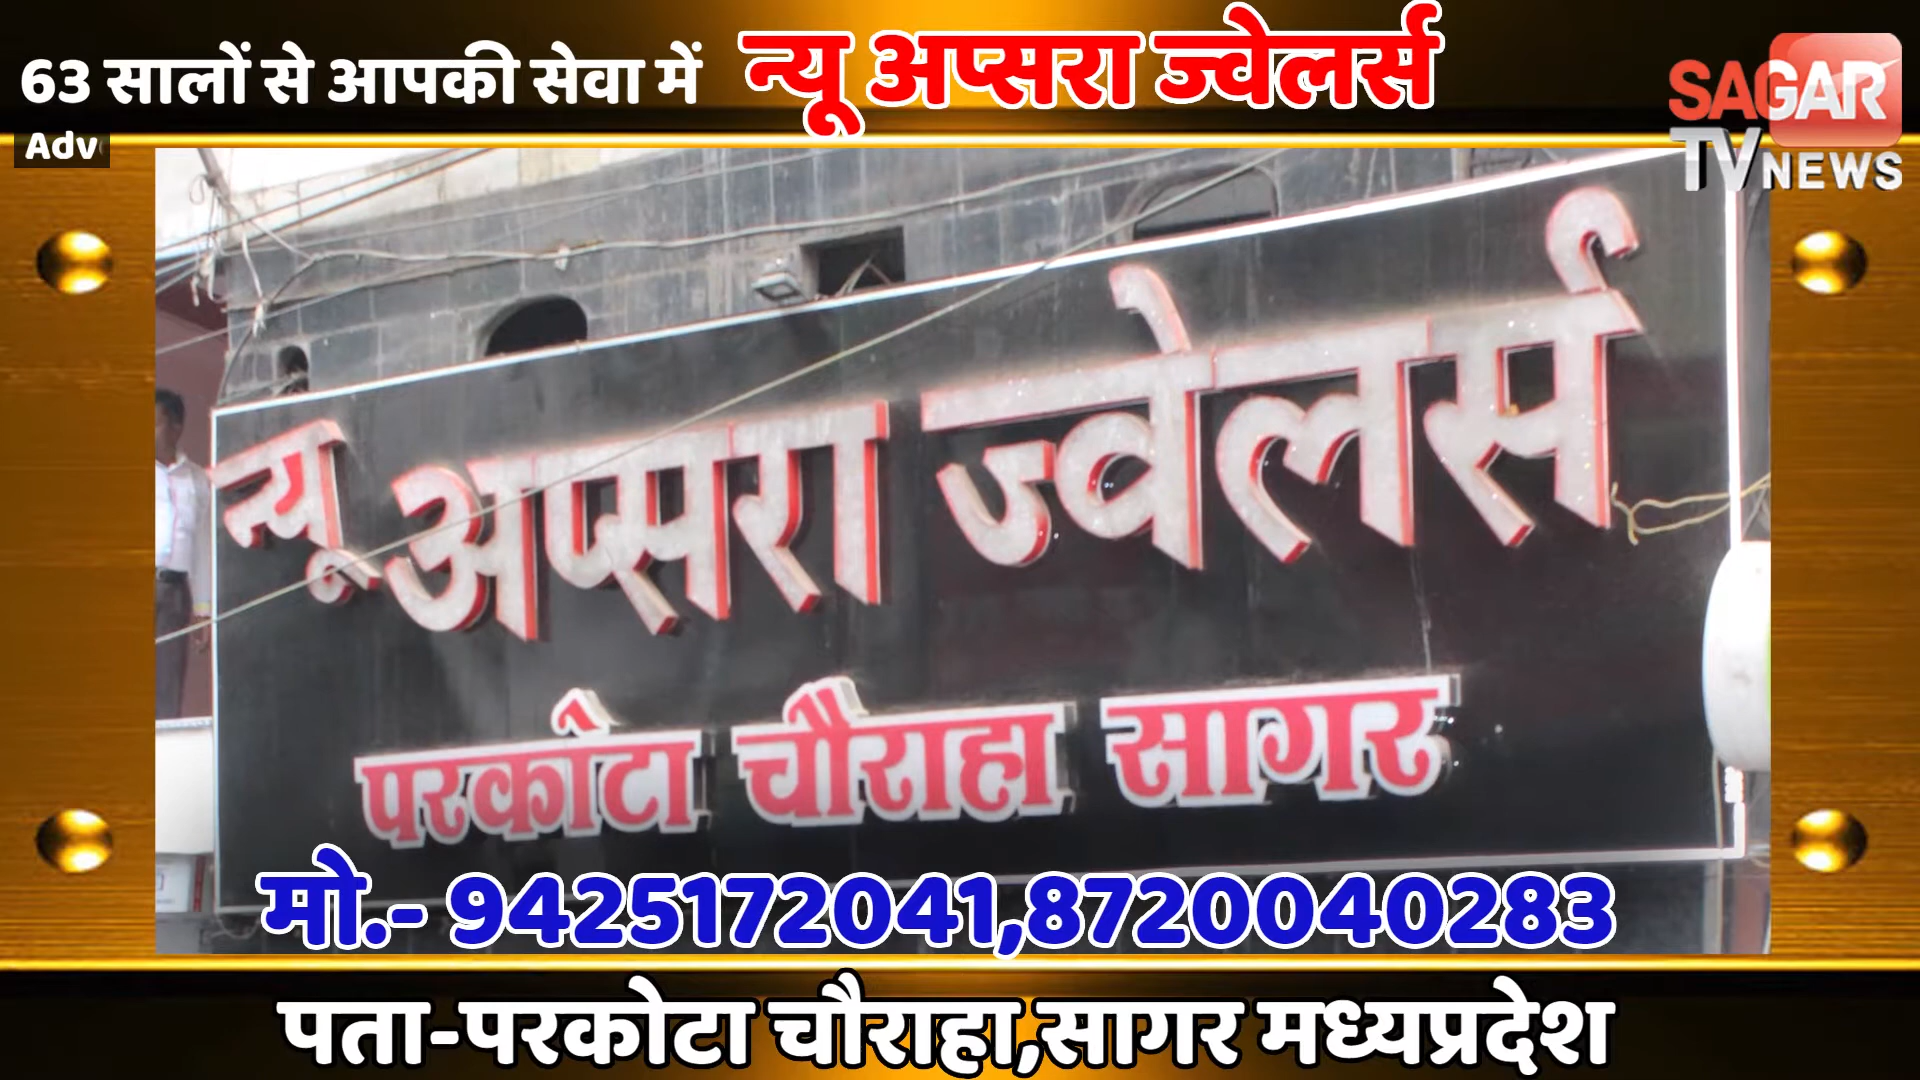 63 सालों से आपकी सेवा में न्यू अप्सरा ज्वेलर्स
SAGAR
TV NEWS
Adv
न्यू अप्सरा ज्वेलर्स
परकोटा चौराहा सागर
मो.- 9425172041,8720040283
पता-परकोटा चौराहा,सागर मध्यप्रदेश